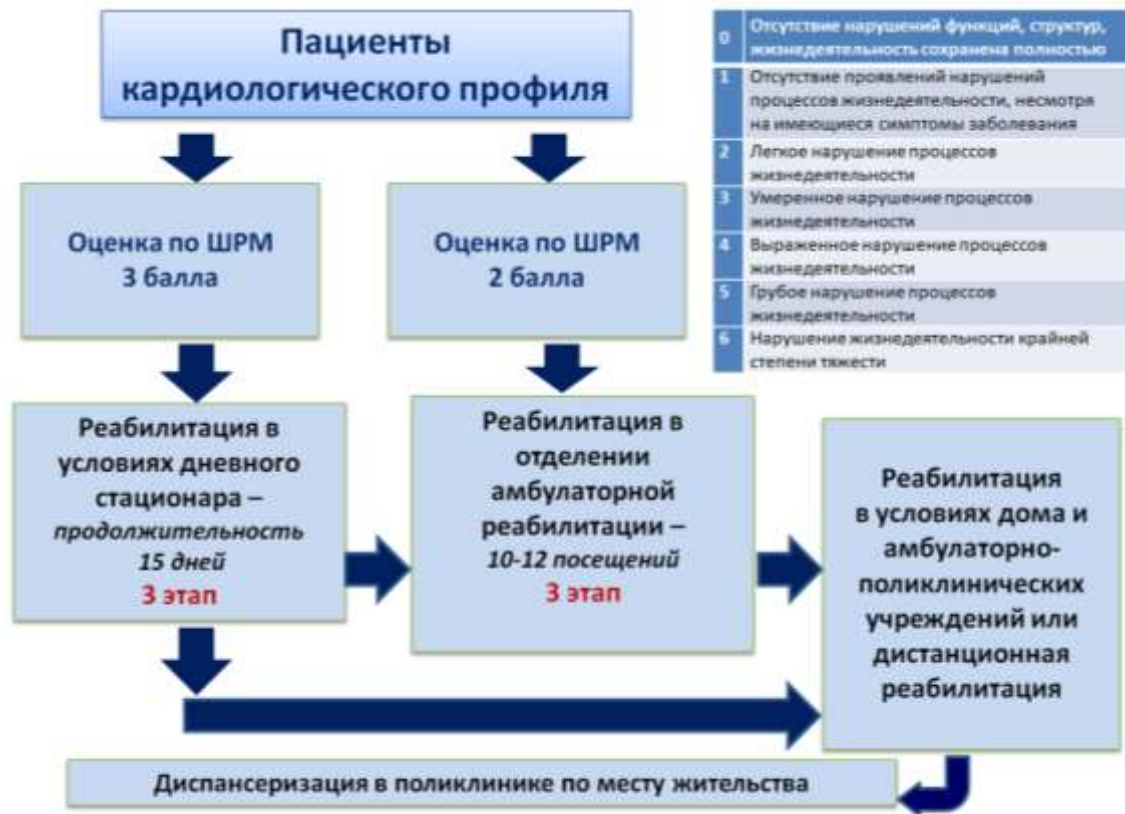 Пациенты
кардиологического профиля
Оценка по ШРМ
3 балла
Оценка по ШРМ
2 балла
0 Отсутствие нарушений функций, структур,
жизнедеятельность сохранена полностью
1 Отсутствие проявлений нарушений
процессов жизнедеятельности, несмотря
на имеющиеся симптомы заболевания
2 Легкое нарушение процессов
жизнедеятельности
3 Умеренное нарушение процессов
жизнедеятельности
4 Выраженное нарушение процессов
жизнедеятельности
5 Грубое нарушение процессов
жизнедеятельности
6 Нарушение жизнедеятельности крайней
степени тяжести
Реабилитация в
условиях дневного
стационара –
продолжительность
15 дней
3 этап
Реабилитация в
отделении
амбулаторной
реабилитации –
10-12 посещений
3 этап
Реабилитация
в условиях дома и
амбулаторно-
поликлинических
учреждений или
дистанционная
реабилитация
Диспансеризация в поликлинике по месту жительства